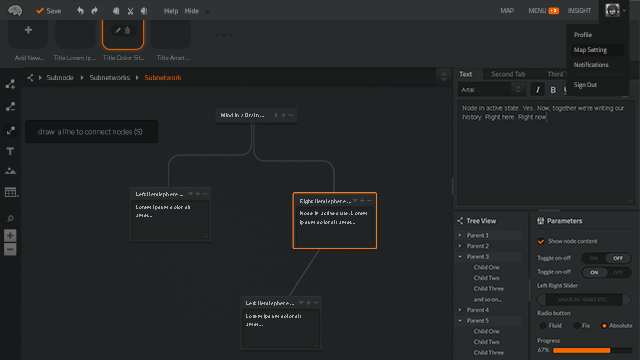 Save
Help
Hide
MAP
MENU
INSIGHT
Add New...
Title Lorem I...
Title Dolor Sit...
Title Amet ...
Profile
Map Setting
Notifications
Sign Out
Subnode
Subnetworks
Subnetwork
draw a line to connect nodes (S)
Mind in a Brain ...
Left Hemisphere ...
Lorem ipsum dolor sit
amet...
Right Hemisphere ...
Node in active state. Lorem
ipsum dolor sit amet...
Left Hemisphere ...
Lorem ipsum dolor sit
amet...
Text
Second Tab
Third T
Arial
I
B
Node in active state. Yes. Now, together we're writing our
history. Right here. Right now
Tree View
Parent 1
Parent 2
Parent 3
Child One
Child Two
Child Three
and so on...
Parent 4
Parent 5
Child One
Child Two
Child Three
Parameters
Show node content
Toggle on-off
ON
OFF
Toggle on-off
ON
OFF
Left Right Slider
Radio button
Fluid
Fix
Absolute
Progress
67%